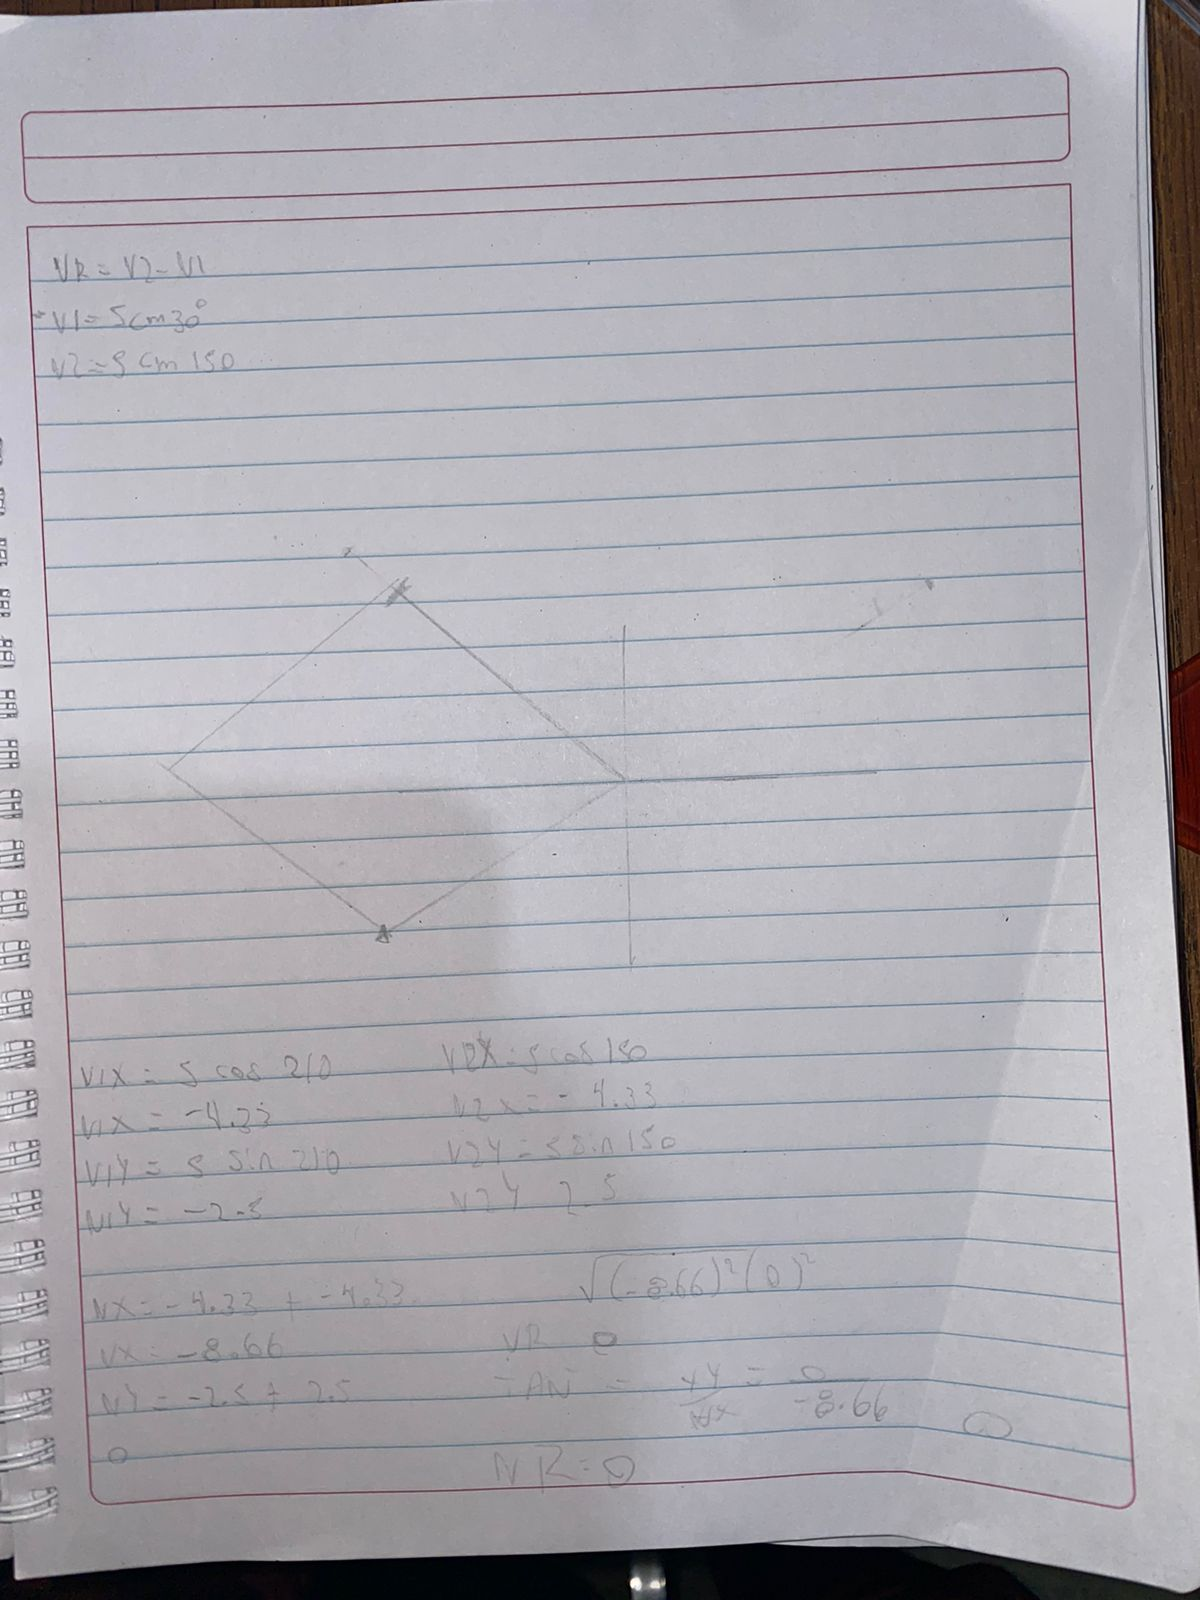 VR = V2 - V1
V1 = 5cm 30°
V2 = 5 cm 150
V1X = 5 cos 210
V1X = -4.33
V1Y = 5 sin 210
V1Y = -2.5
V2X = 5 cos 150
V2X = -4.33
V2Y = 5 sin 150
V2Y 2.5
VX = -4.33 + -4.33
VX = -8.66
VY = -2.5 + 2.5
0
√(-8.66)² (0)²
VR 0
TAN⁻ = VY/VX = 0/-8.66
0
VR = 0